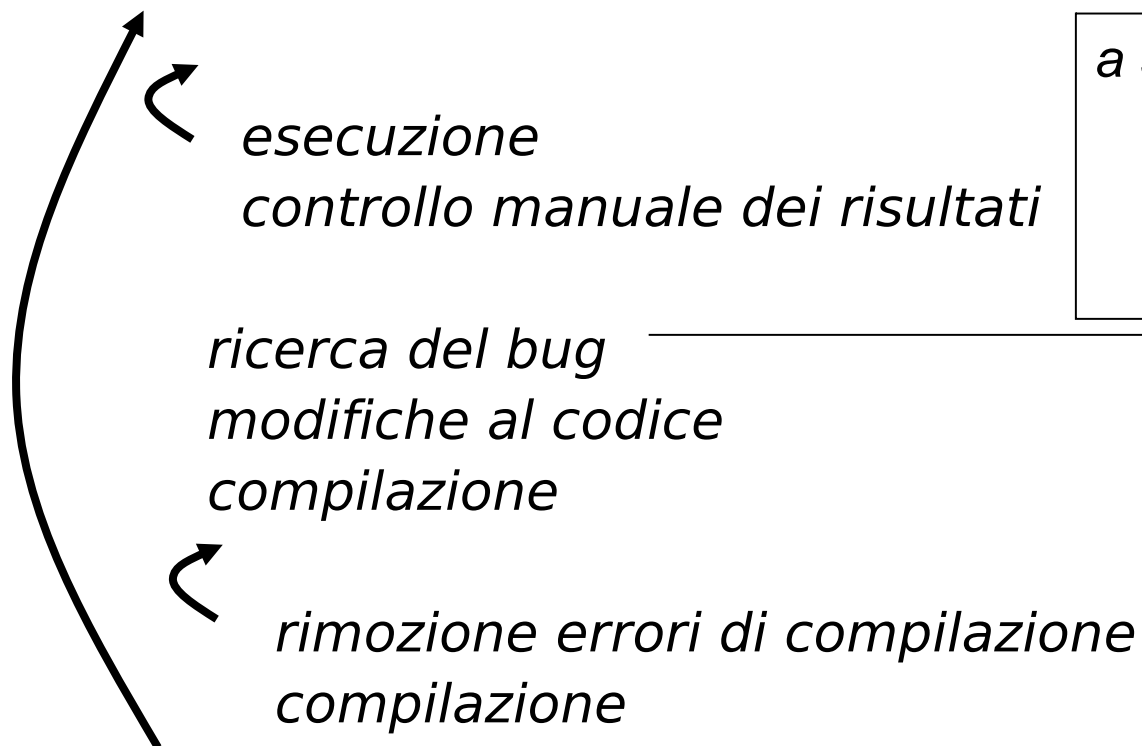 a
esecuzione
controllo manuale dei risultati
ricerca del bug
modifiche al codice
compilazione
rimozione errori di compilazione
compilazione